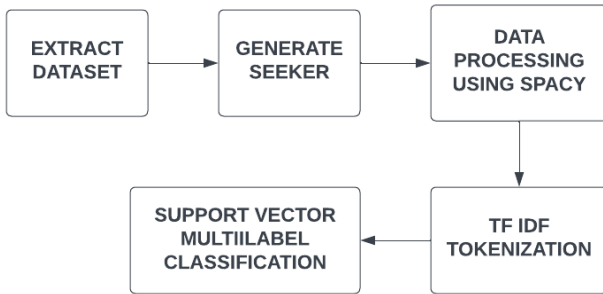 EXTRACT
DATASET
GENERATE
SEEKER
DATA
PROCESSING
USING SPACY
TF IDF
TOKENIZATION
SUPPORT VECTOR
MULTIILABEL
CLASSIFICATION